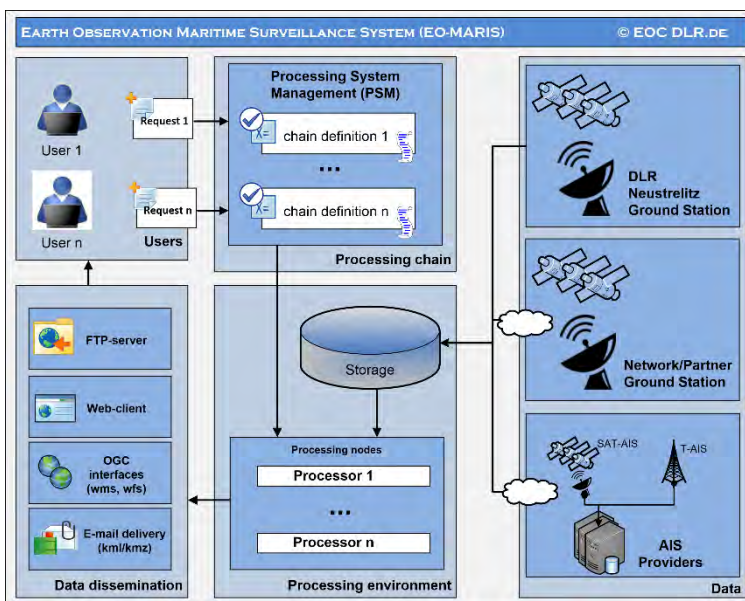 EARTH OBSERVATION MARITIME SURVEILLANCE SYSTEM (EO-MARIS)
© EOC DLR.DE
User 1
Request 1
User n
Request n
Users
Processing System
Management (PSM)
λ=
chain definition 1
...
λ=
chain definition n
Processing chain
DLR
Neustrelitz
Ground Station
Network/Partner
Ground Station
SAT-AIS
T-AIS
AIS
Providers
Data
FTP-server
Web-client
OGC
interfaces
(wms, wfs)
E-mail delivery
(kml/kmz)
Data dissemination
Storage
Processing nodes
Processor 1
...
Processor n
Processing environment